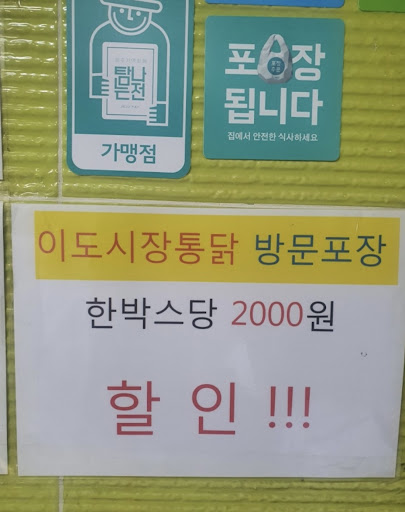 탐나
는전
가맹점
포장
됩니다
집에서 안전한 식사하세요
이도시장통닭 방문포장
한박스당 2000원
할인!!!